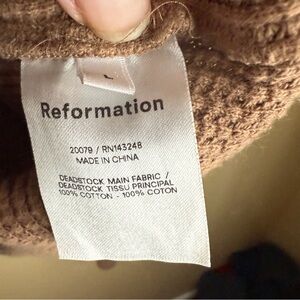 L
Reformation
20079 / RN143248
MADE IN CHINA
DEADSTOCK MAIN FABRIC /
DEADSTOCK TISSU PRINCIPAL
100% COTTON - 100% COTON